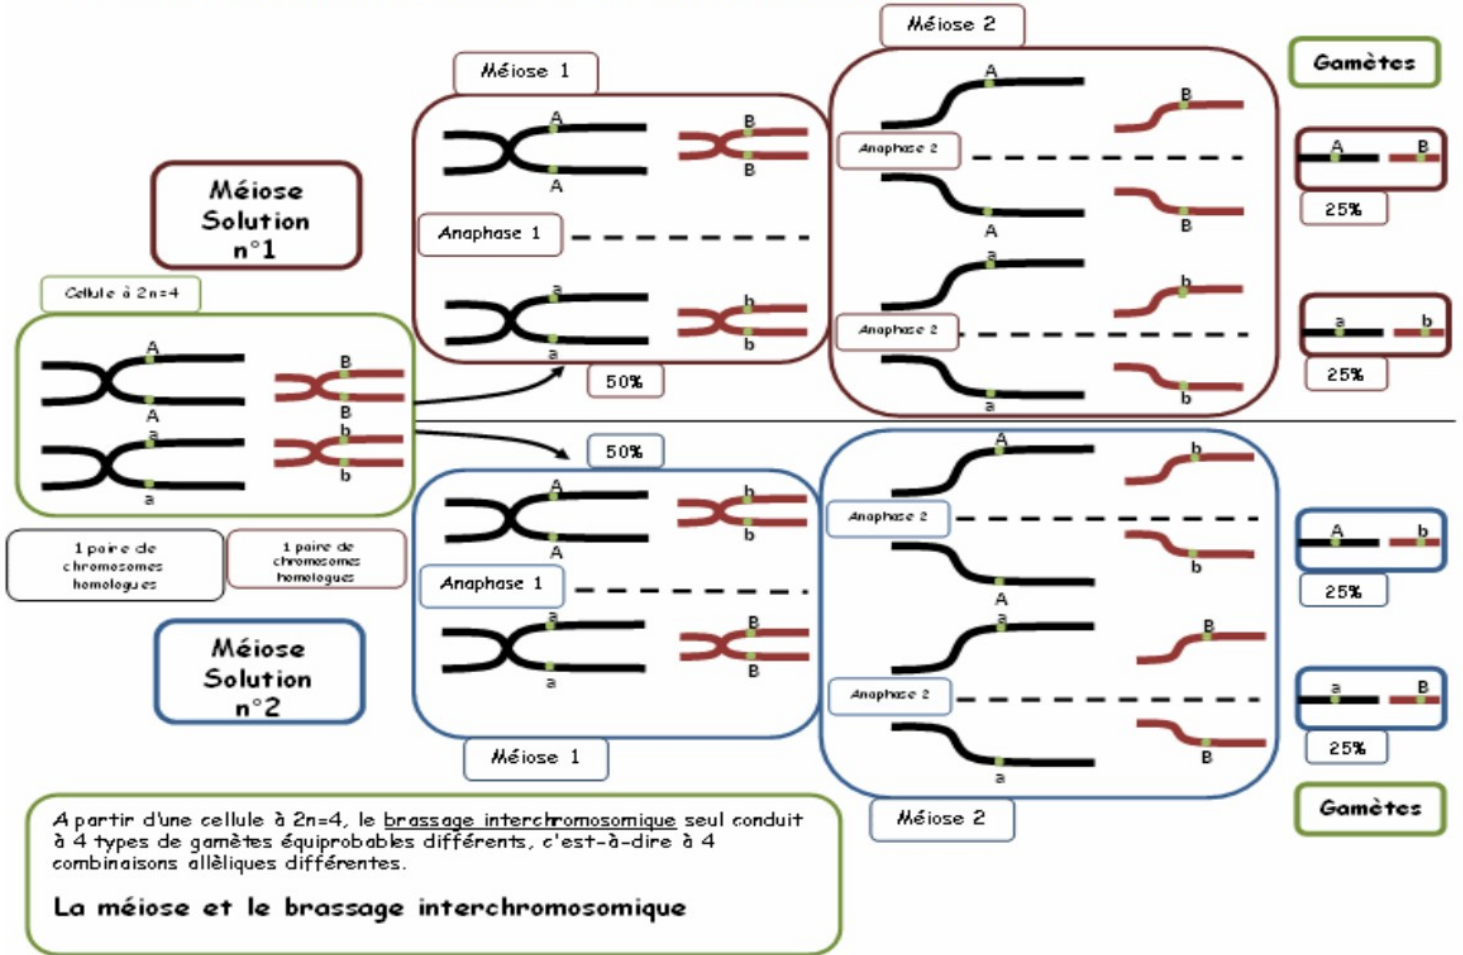 Méiose 2
Gamètes
Méiose 1
A
B
A
B
A
B
Anaphase 2
A
B
25%
Méiose
Solution
n°1
A
B
Anaphase 1
A
B
a
b
Cellule à 2n=4
a
b
a
b
Anaphase 2
a
b
25%
a
b
50%
a
b
A
B
A
B
a
b
a
b
50%
A
b
A
b
A
b
Anaphase 2
A
b
25%
A
b
1 paire de
chromosomes
homologues
1 paire de
chromosomes
homologues
Anaphase 1
a
B
a
B
a
B
Anaphase 2
a
B
25%
a
B
Méiose
Solution
n°2
Méiose 1
Méiose 2
Gamètes
A partir d'une cellule à 2n=4, le brassage interchromosomique seul conduit
à 4 types de gamètes équiprobables différents, c'est-à-dire à 4
combinaisons allèliques différentes.
La méiose et le brassage interchromosomique